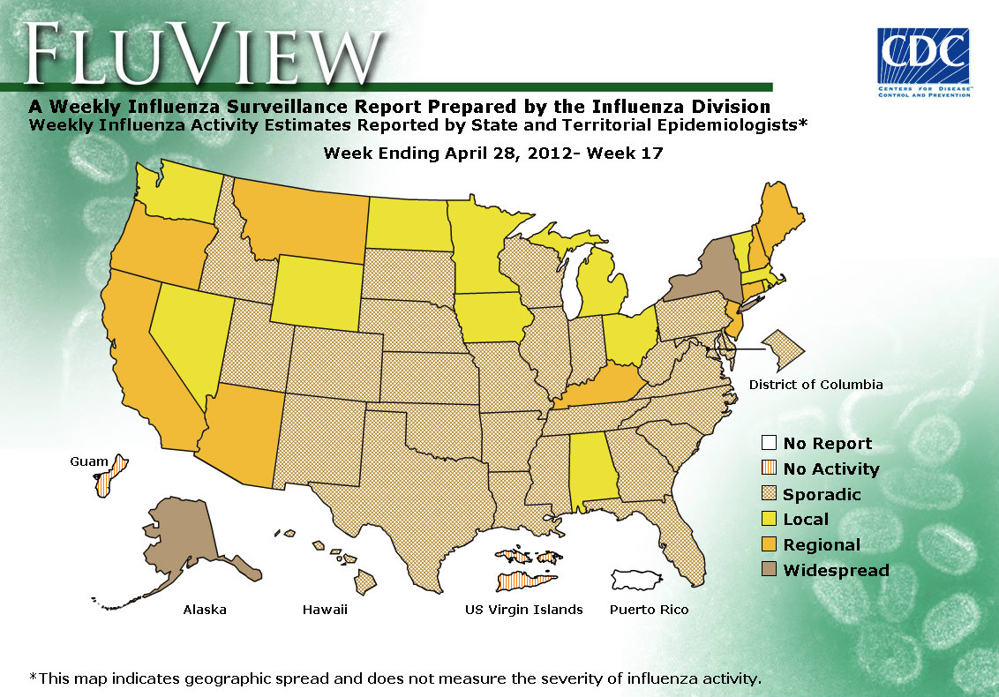 FLUVIEW
CDC
CENTERS FOR DISEASE™
CONTROL AND PREVENTION
A Weekly Influenza Surveillance Report Prepared by the Influenza Division
Weekly Influenza Activity Estimates Reported by State and Territorial Epidemiologists*
Week Ending April 28, 2012- Week 17
District of Columbia
No Report
Guam
No Activity
Sporadic
Local
Regional
Widespread
Alaska
Hawaii
US Virgin Islands
Puerto Rico
*This map indicates geographic spread and does not measure the severity of influenza activity.